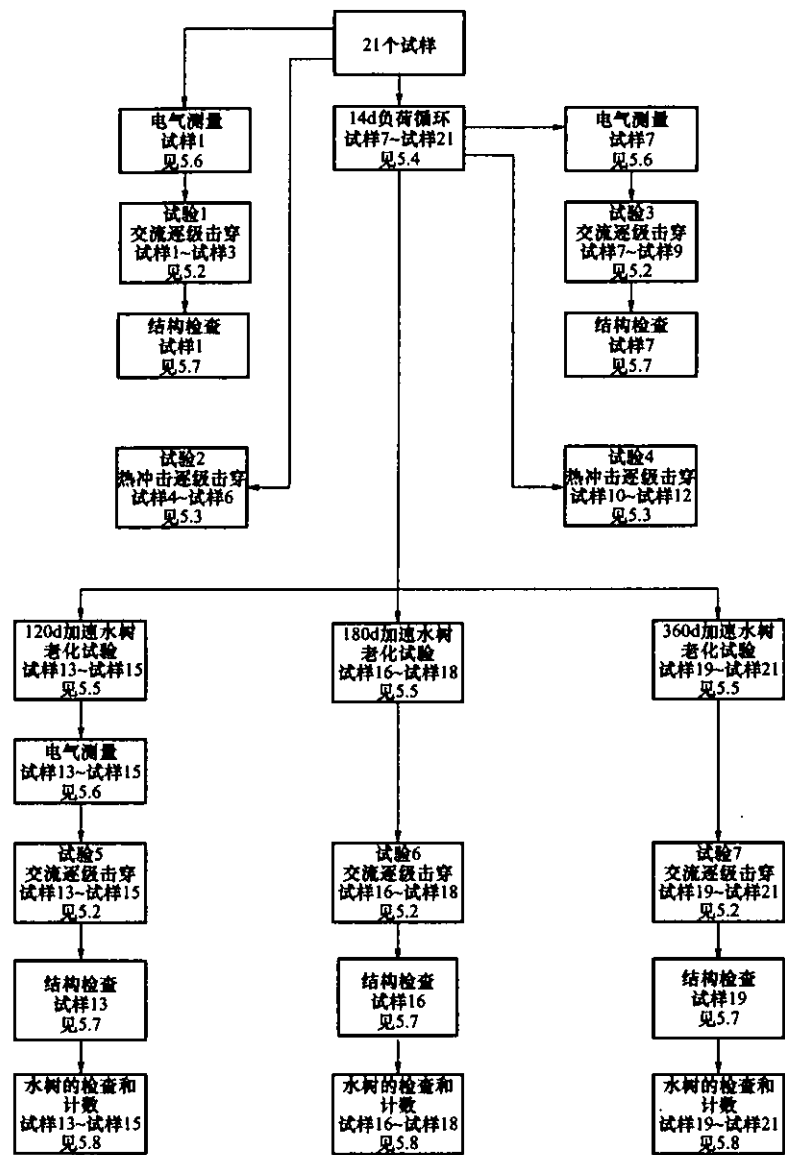 21个试样
电气测量
试样1
见5.6
14d负荷循环
试样7~试样21
见5.4
电气测量
试样7
见5.6
试验1
交流逐级击穿
试样1~试样3
见5.2
试验3
交流逐级击穿
试样7~试样9
见5.2
结构检查
试样1
见5.7
结构检查
试样7
见5.7
试验2
热冲击逐级击穿
试样4~试样6
见5.3
试验4
热冲击逐级击穿
试样10~试样12
见5.3
120d加速水树
老化试验
试样13~试样15
见5.5
180d加速水树
老化试验
试样16~试样18
见5.5
360d加速水树
老化试验
试样19~试样21
见5.5
电气测量
试样13~试样15
见5.6
试验5
交流逐级击穿
试样13~试样15
见5.2
试验6
交流逐级击穿
试样16~试样18
见5.2
试验7
交流逐级击穿
试样19~试样21
见5.2
结构检查
试样13
见5.7
结构检查
试样16
见5.7
结构检查
试样19
见5.7
水树的检查和
计数
试样13~试样15
见5.8
水树的检查和
计数
试样16~试样18
见5.8
水树的检查和
计数
试样19~试样21
见5.8